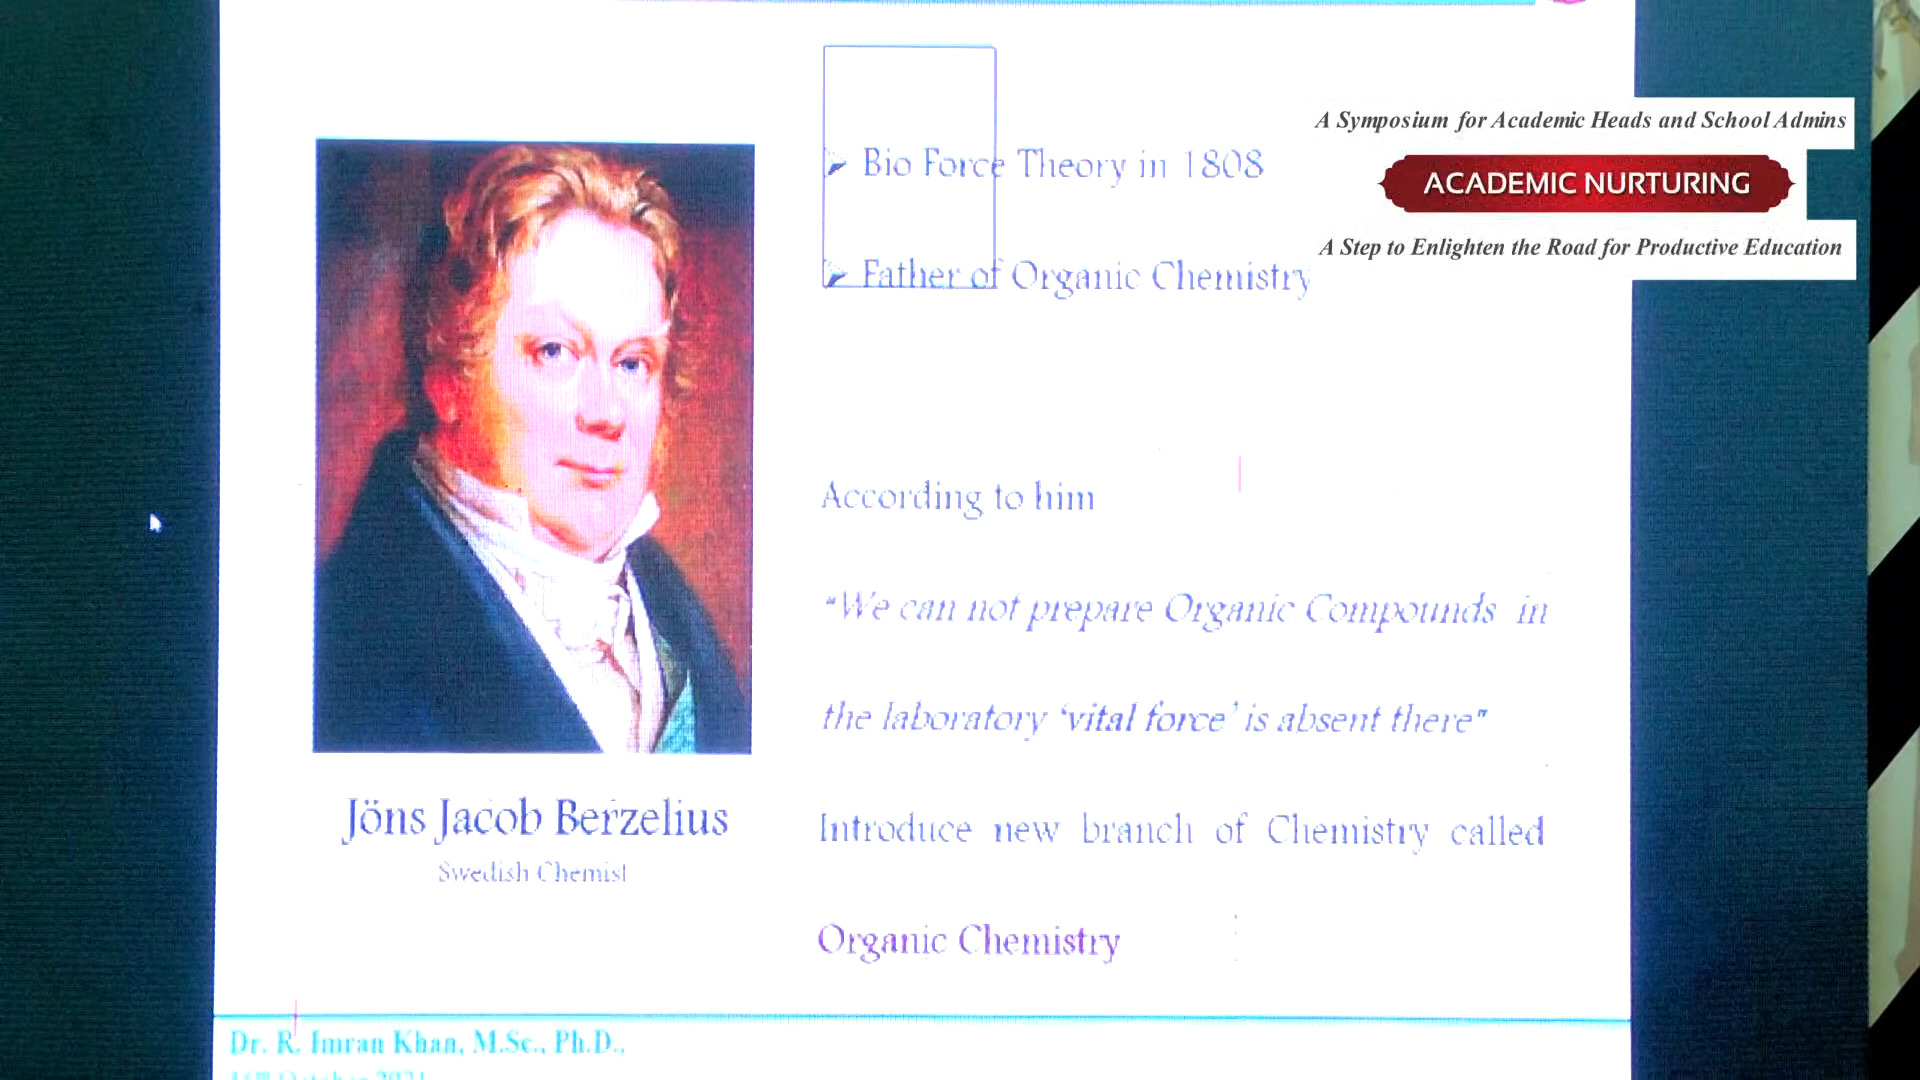 A Symposium for Academic Heads and School Admins
ACADEMIC NURTURING
A Step to Enlighten the Road for Productive Education
➢ Bio Force Theory in 1808
➢ Father of Organic Chemistry
According to him
"We can not prepare Organic Compounds in
the laboratory 'vital force' is absent there"
Introduce new branch of Chemistry called
Organic Chemistry
Jöns Jacob Berzelius
Swedish Chemist
Dr. R. Imran Khan, M.Sc., Ph.D.,
October 2021